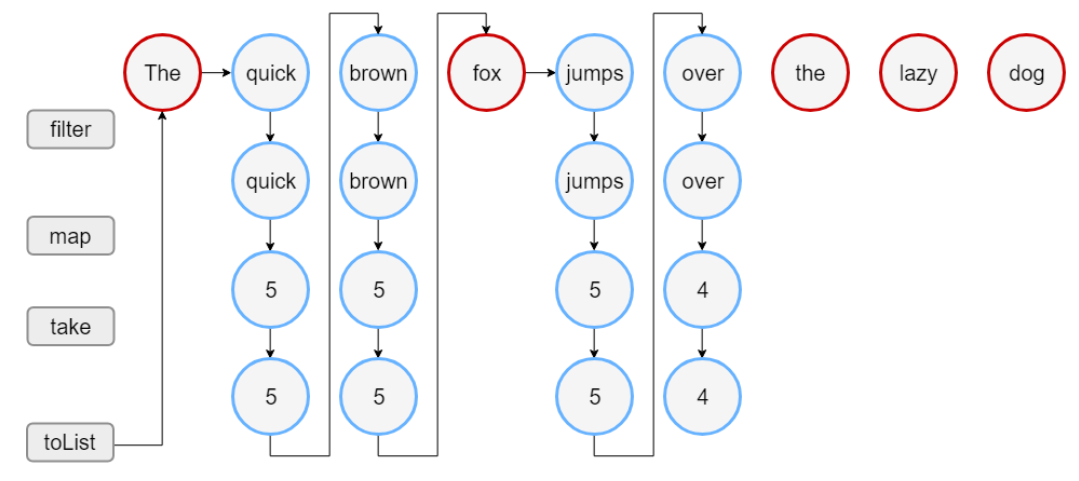 The quick brown fox jumps over the lazy dog
filter
quick brown jumps over
map
5 5 5 4
take
5 5 5 4
toList